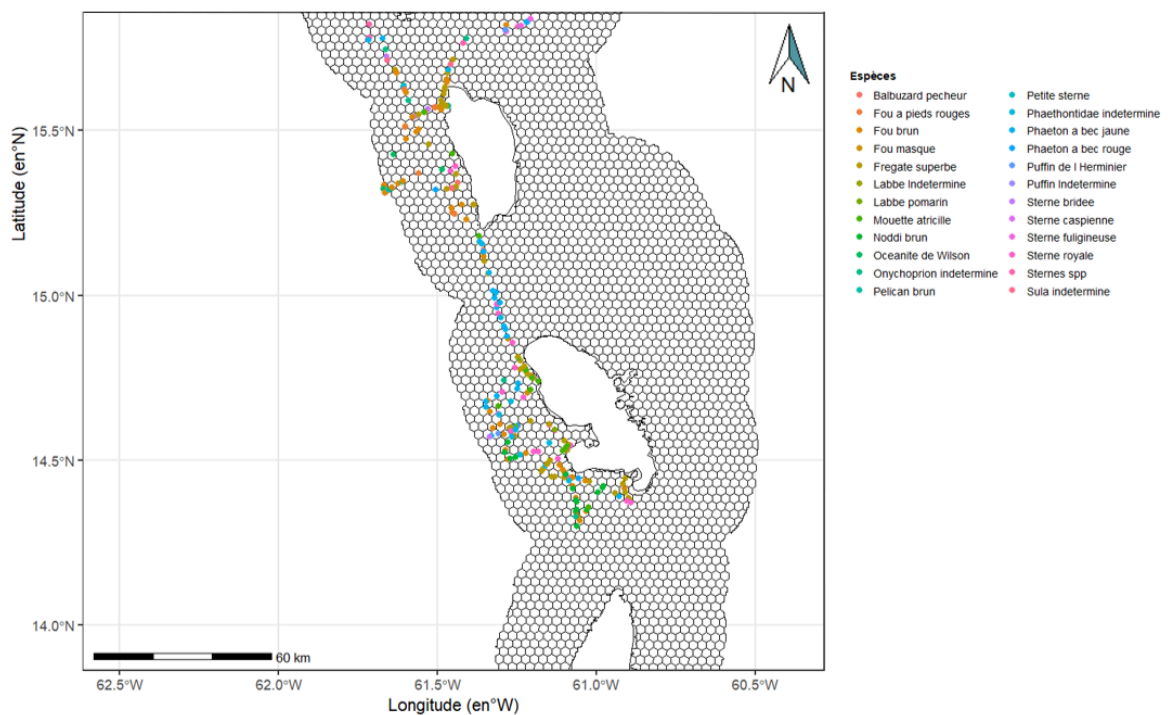 N
60 km
15.5°N
15.0°N
14.5°N
14.0°N
62.5°W
62.0°W
61.5°W
61.0°W
60.5°W
Latitude (en°N)
Longitude (en°W)
Espèces
Balbuzard pecheur
Fou a pieds rouges
Fou brun
Fou masque
Fregate superbe
Labbe Indetermine
Labbe pomarin
Mouette atricille
Noddi brun
Oceanite de Wilson
Onychoprion indetermine
Pelican brun
Petite sterne
Phaethontidae indetermine
Phaeton a bec jaune
Phaeton a bec rouge
Puffin de l Herminier
Puffin Indetermine
Sterne bridee
Sterne caspienne
Sterne fuligineuse
Sterne royale
Sternes spp
Sula indetermine